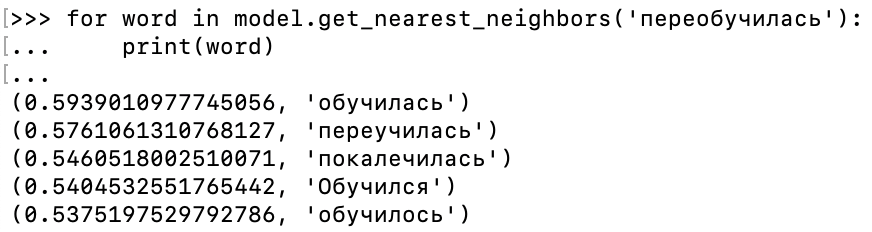 [>>> for word in model.get_nearest_neighbors('переобучилась'):
[...     print(word)
[...
(0.5939010977745056, 'обучилась')
(0.5761061310768127, 'переучилась')
(0.5460518002510071, 'покалечилась')
(0.5404532551765442, 'Обучился')
(0.5375197529792786, 'обучилось')